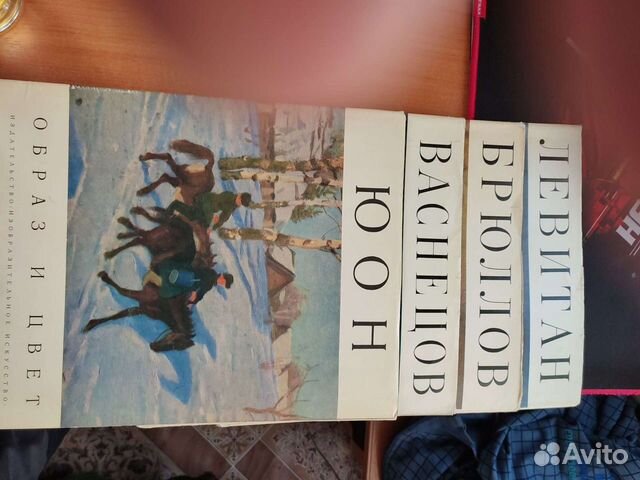 ЮОН
ОБРАЗ И ЦВЕТ
ИЗДАТЕЛЬСТВО·ИЗОБРАЗИТЕЛЬНОЕ ИСКУССТВО.
ВАСНЕЦОВ
БРЮЛЛОВ
ЛЕВИТАН
Avito